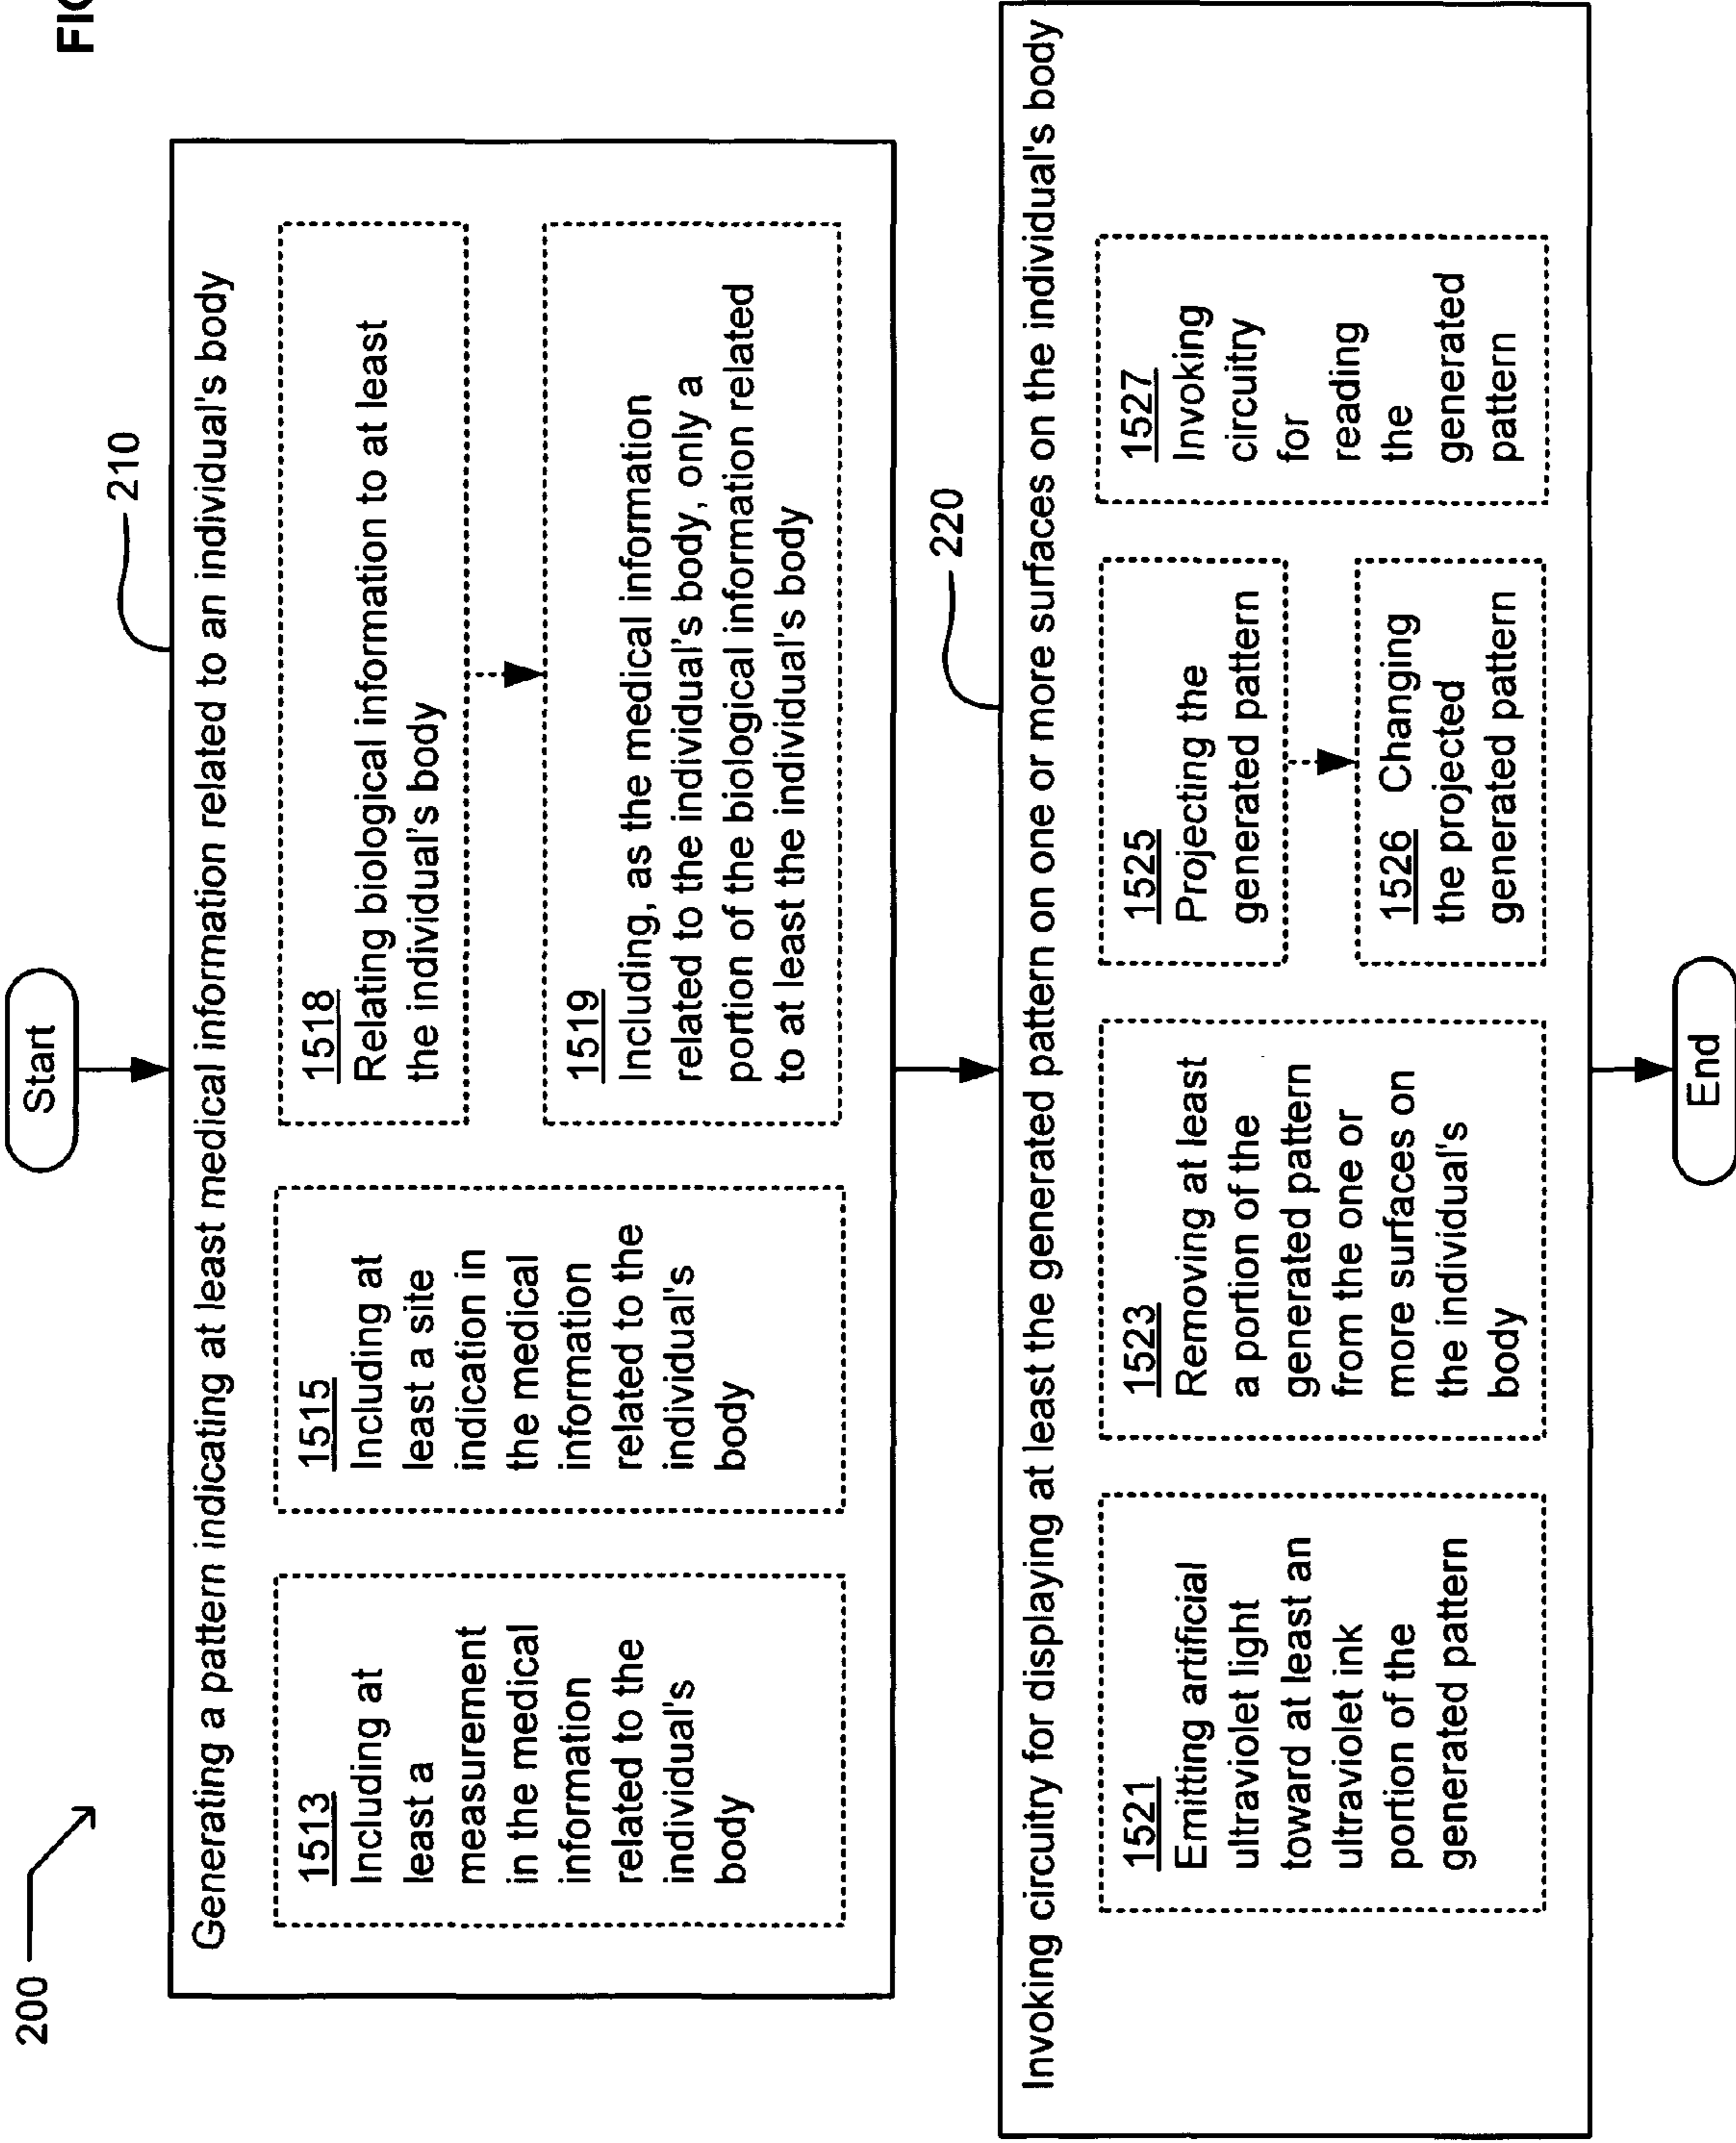 FIG
200
Start
210
Generating a pattern indicating at least medical information related to an individual's body
1513
Including at
least a
measurement
in the medical
information
related to the
individual's
body
1515
Including at
least a site
indication in
the medical
information
related to the
individual's
body
1518
Relating biological information to at least
the individual's body
1519
Including, as the medical information
related to the individual's body, only a
portion of the biological information related
to at least the individual's body
220
Invoking circuitry for displaying at least the generated pattern on one or more surfaces on the individual's body
1521
Emitting artificial
ultraviolet light
toward at least an
ultraviolet ink
portion of the
generated pattern
1523
Removing at least
a portion of the
generated pattern
from the one or
more surfaces on
the individual's
body
1525
Projecting the
generated pattern
1526 Changing
the projected
generated pattern
1527
Invoking
circuitry
for
reading
the
generated
pattern
End